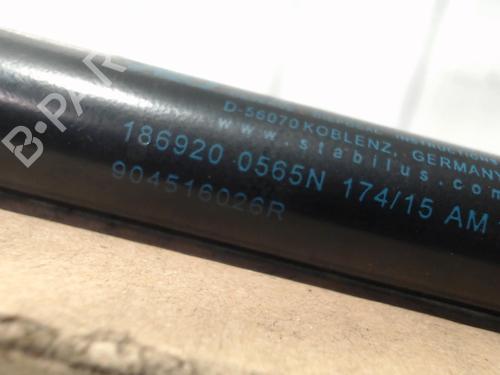 D-56070 KOBLENZ, GERMANY
www.stabilus.com
186920 0565N 174/15 AM
904516026R
B-PARTS